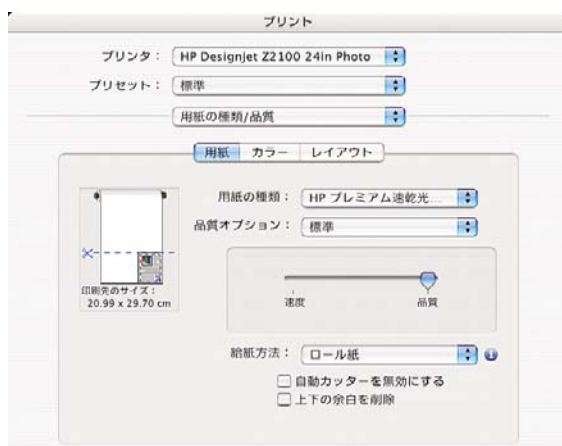 プリント
プリンタ： HP Designjet Z2100 24in Photo
プリセット： 標準
用紙の種類/品質
用紙 カラー レイアウト
用紙の種類： HP プレミアム速乾光...
品質オプション： 標準
印刷先のサイズ：
20.99 x 29.70 cm
速度 品質
給紙方法： ロール紙
自動カッターを無効にする
上下の余白を削除